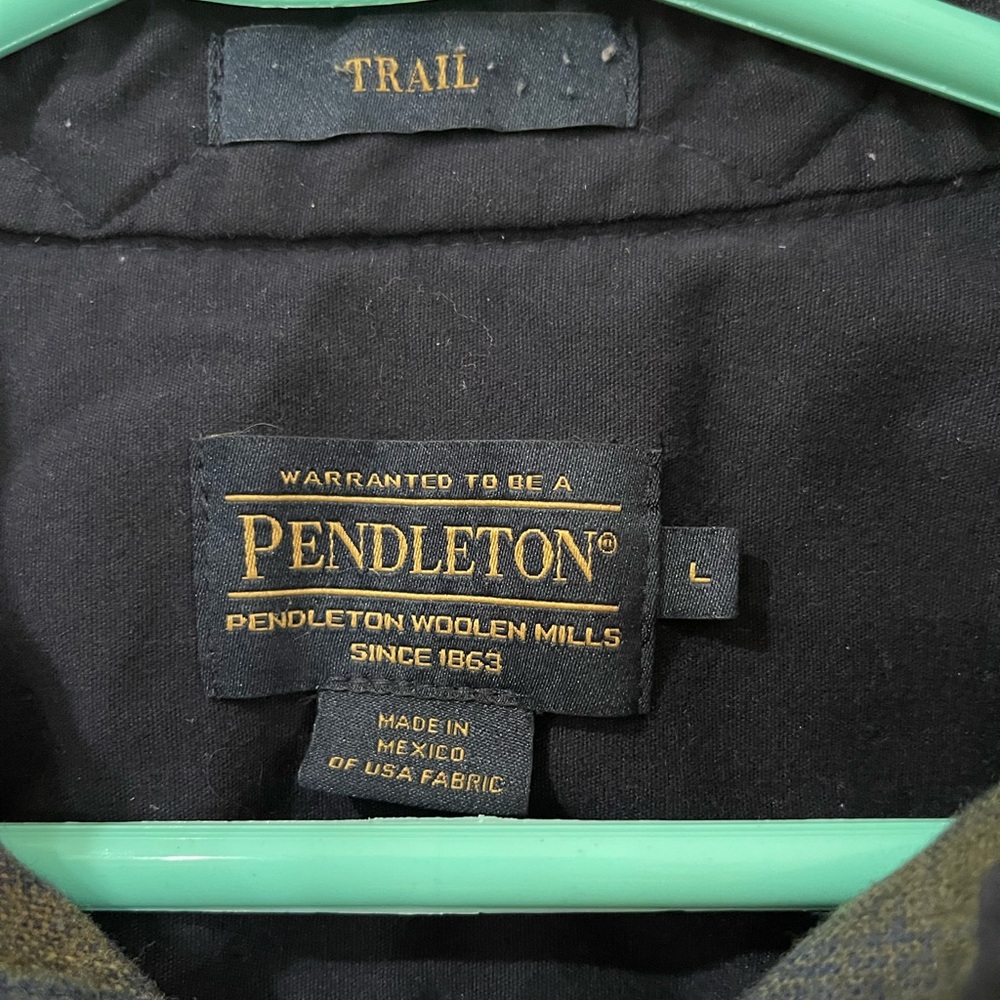 TRAIL
WARRANTED TO BE A
PENDLETON®
L
PENDLETON WOOLEN MILLS
SINCE 1863
MADE IN
MEXICO
OF USA FABRIC